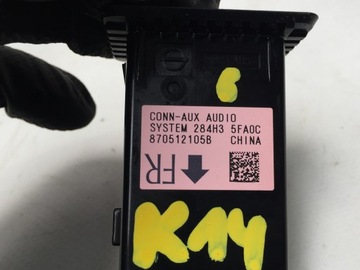 6
CONN-AUX AUDIO
SYSTEM 284H3 5FA0C
870512105B CHINA
FR
K14